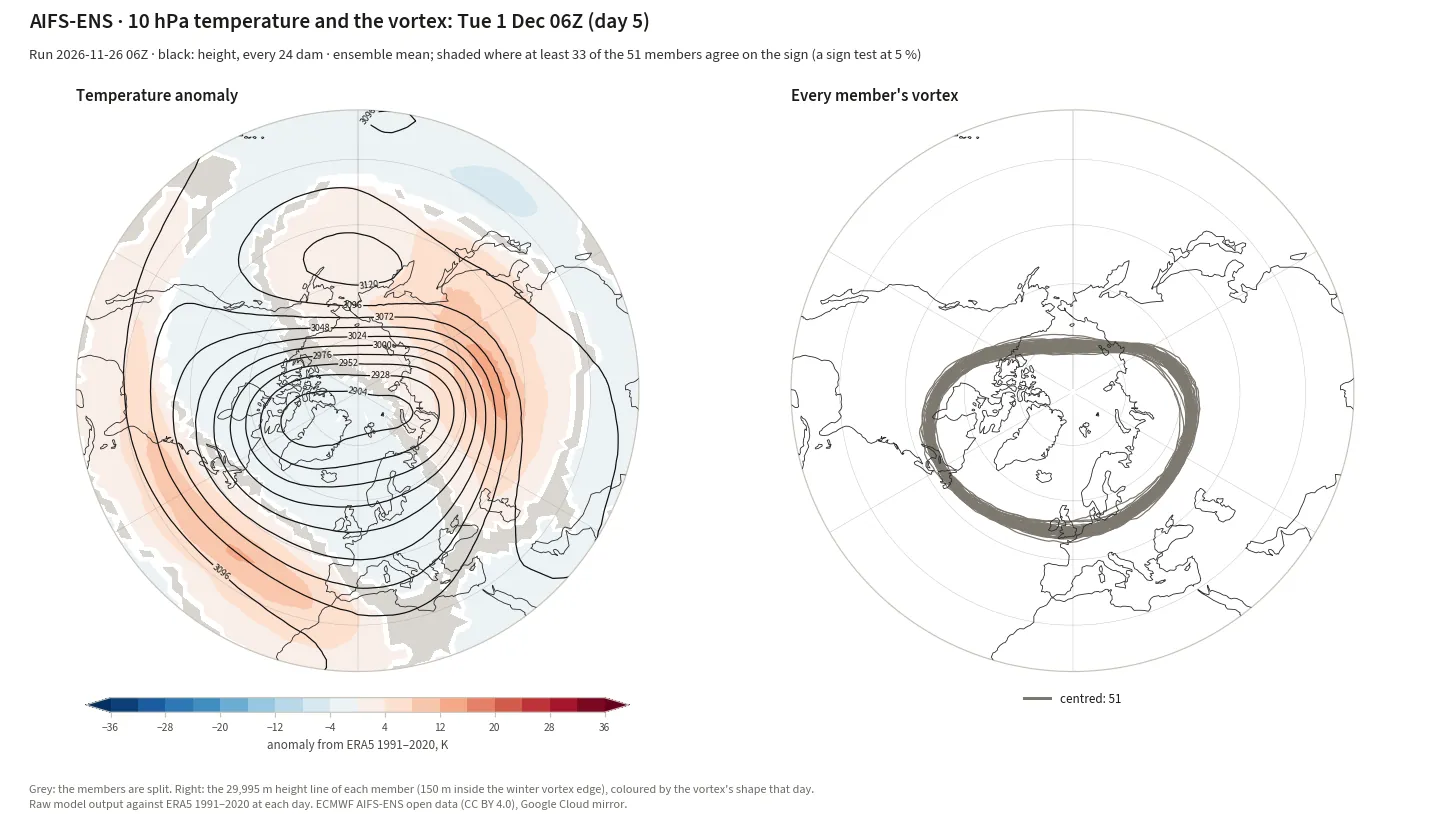 AIFS-ENS · 10 hPa temperature and the vortex: Tue 1 Dec 06Z (day 5)
Run 2026-11-26 06Z · black: height, every 24 dam · ensemble mean; shaded where at least 33 of the 51 members agree on the sign (a sign test at 5 %)
Temperature anomaly
Every member's vortex
3096
3120
3096
3072
3048
3024
3000
2976
2952
2928
2904
3096
centred: 51
−36 −28 −20 −12 −4 4 12 20 28 36
anomaly from ERA5 1991–2020, K
Grey: the members are split. Right: the 29,995 m height line of each member (150 m inside the winter vortex edge), coloured by the vortex's shape that day.
Raw model output against ERA5 1991–2020 at each day. ECMWF AIFS-ENS open data (CC BY 4.0), Google Cloud mirror.